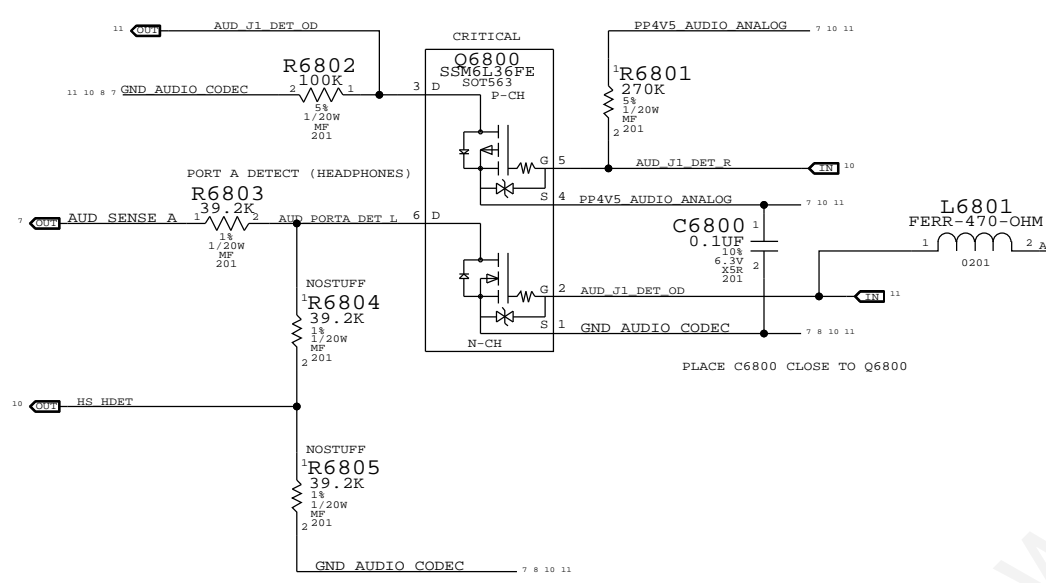 11 OUT AUD_J1_DET_OD
PP4V5_AUDIO_ANALOG 7 10 11
CRITICAL
Q6800
SSM6L36FE
SOT563
P-CH
R6802
100K
11 10 8 7 GND_AUDIO_CODEC 2 1 3 D
5%
1/20W
MF
201
1 R6801
270K
5%
1/20W
MF
2 201
G 5 AUD_J1_DET_R IN 10
PORT A DETECT (HEADPHONES)
S 4 PP4V5_AUDIO_ANALOG 7 10 11
R6803
39.2K
7 OUT AUD_SENSE_A 1 2 AUD_PORTA_DET_L 6 D
1%
1/20W
MF
201
C6800 1
0.1UF
10%
6.3V
X5R 2
201
L6801
FERR-470-OHM
1 2 A
0201
NOSTUFF
1 R6804
39.2K
1%
1/20W
MF
2 201
G 2 AUD_J1_DET_OD IN 11
S 1 GND_AUDIO_CODEC 7 8 10 11
N-CH
PLACE C6800 CLOSE TO Q6800
10 OUT HS_HDET
NOSTUFF
1 R6805
39.2K
1%
1/20W
MF
2 201
GND_AUDIO_CODEC 7 8 10 11